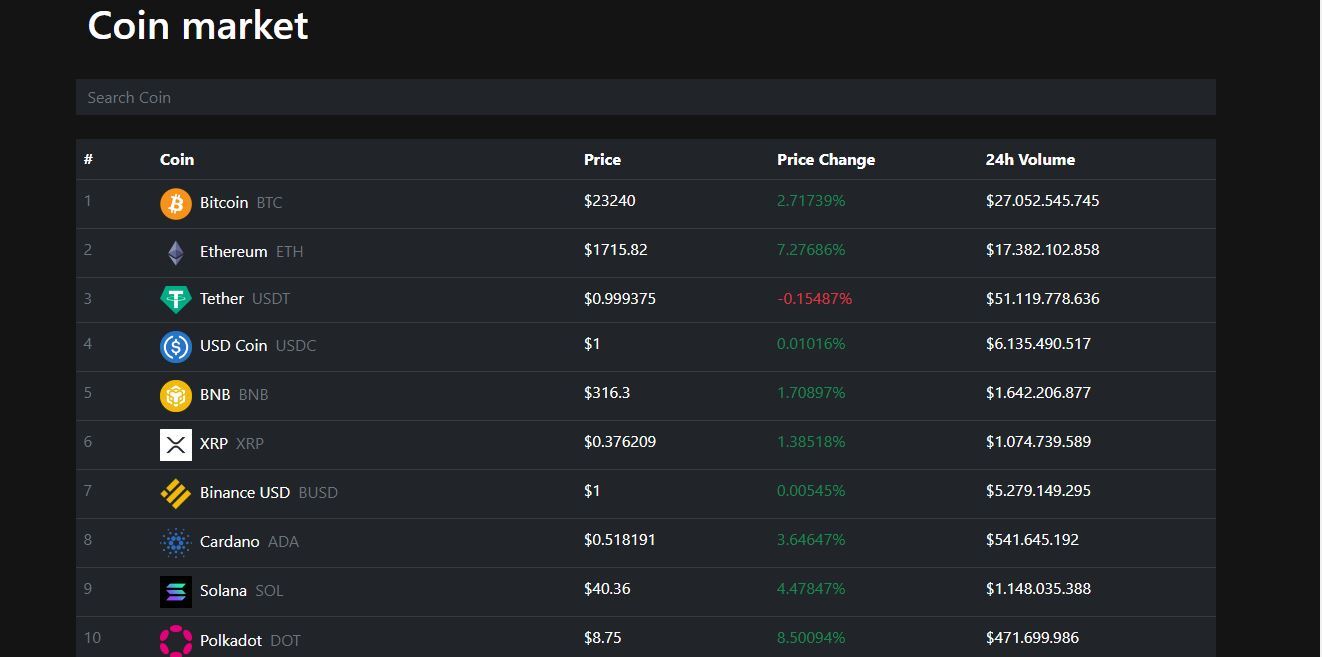 Coin market
Search Coin
# Coin Price Price Change 24h Volume
1 Bitcoin BTC $23240 2.71739% $27.052.545.745
2 Ethereum ETH $1715.82 7.27686% $17.382.102.858
3 Tether USDT $0.999375 -0.15487% $51.119.778.636
4 USD Coin USDC $1 0.01016% $6.135.490.517
5 BNB BNB $316.3 1.70897% $1.642.206.877
6 XRP XRP $0.376209 1.38518% $1.074.739.589
7 Binance USD BUSD $1 0.00545% $5.279.149.295
8 Cardano ADA $0.518191 3.64647% $541.645.192
9 Solana SOL $40.36 4.47847% $1.148.035.388
10 Polkadot DOT $8.75 8.50094% $471.699.986